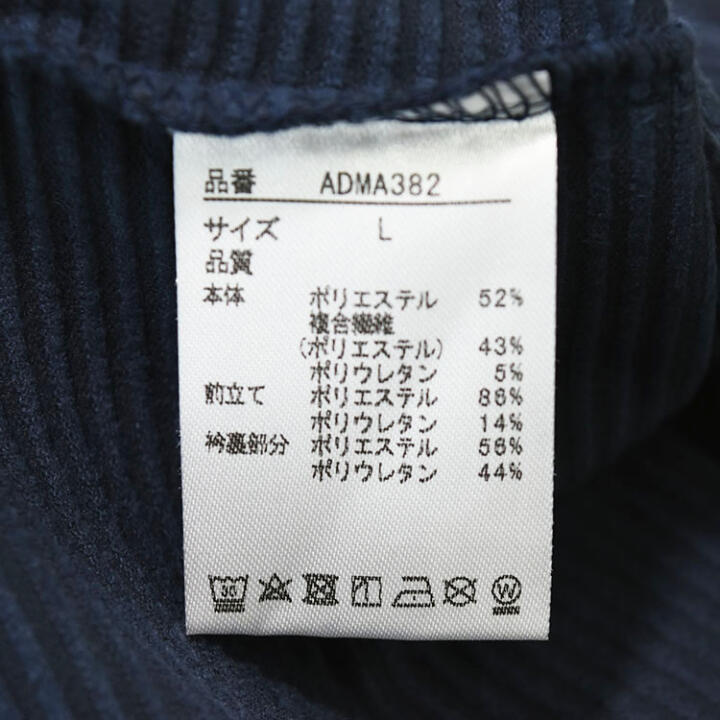 品番 ADMA382
サイズ L
品質
本体 ポリエステル 52%
複合繊維
(ポリエステル) 43%
ポリウレタン 5%
前立て ポリエステル 86%
ポリウレタン 14%
衿裏部分 ポリエステル 56%
ポリウレタン 44%
30 W